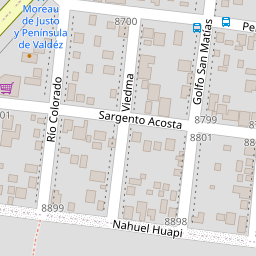 Moreau
de Justo
y Península
de Valdez
8700
Pe
Golfo San Matías
Viedma
Río Colorado
01
Sargento Acosta
8799
8801
8899
8898
Nahuel Huapi